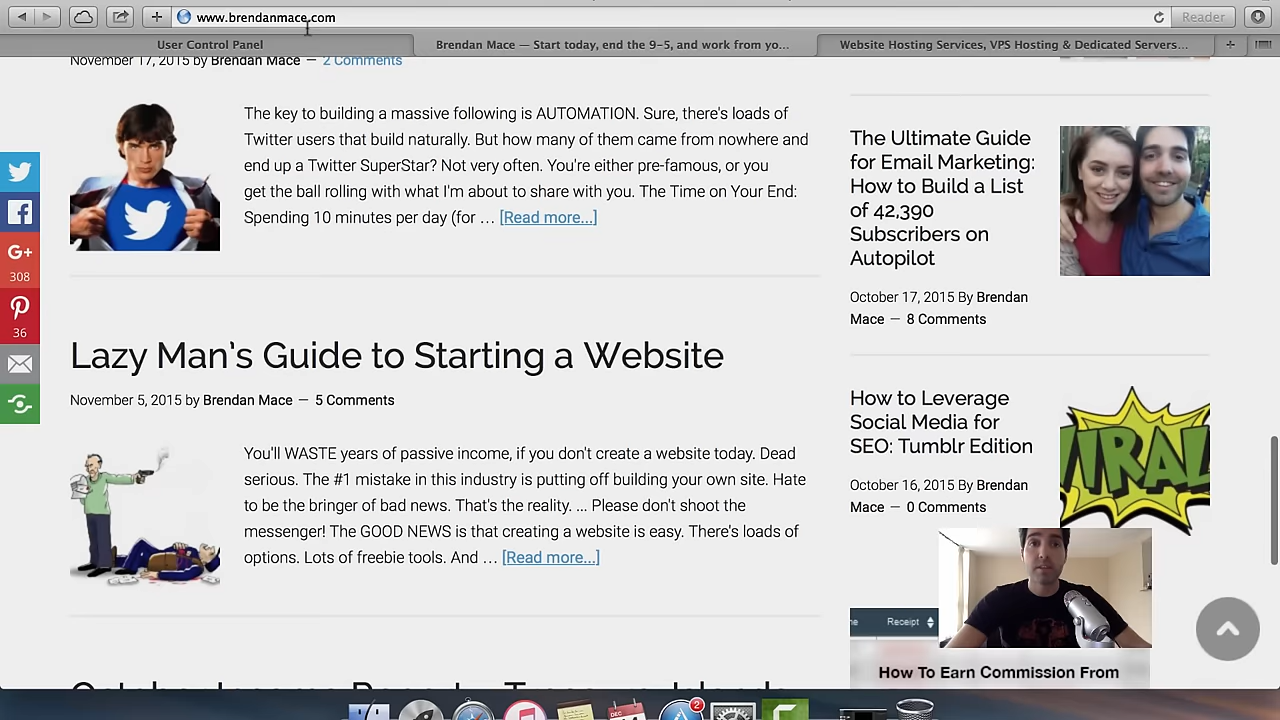 www.brendanmace.com
Reader
User Control Panel
Brendan Mace — Start today, end the 9-5, and work from yo...
Website Hosting Services, VPS Hosting & Dedicated Servers...
November 17, 2015 by Brendan Mace — 2 Comments
The key to building a massive following is AUTOMATION. Sure, there's loads of
Twitter users that build naturally. But how many of them came from nowhere and
end up a Twitter SuperStar? Not very often. You're either pre-famous, or you
get the ball rolling with what I'm about to share with you. The Time on Your End:
Spending 10 minutes per day (for … [Read more...]
308
36
Lazy Man's Guide to Starting a Website
November 5, 2015 by Brendan Mace — 5 Comments
You'll WASTE years of passive income, if you don't create a website today. Dead
serious. The #1 mistake in this industry is putting off building your own site. Hate
to be the bringer of bad news. That's the reality. ... Please don't shoot the
messenger! The GOOD NEWS is that creating a website is easy. There's loads of
options. Lots of freebie tools. And … [Read more...]
The Ultimate Guide
for Email Marketing:
How to Build a List
of 42,390
Subscribers on
Autopilot
October 17, 2015 By Brendan
Mace — 8 Comments
How to Leverage
Social Media for
SEO: Tumblr Edition
October 16, 2015 By Brendan
Mace — 0 Comments
VIRAL
Receipt
How To Earn Commission From
DEC
2